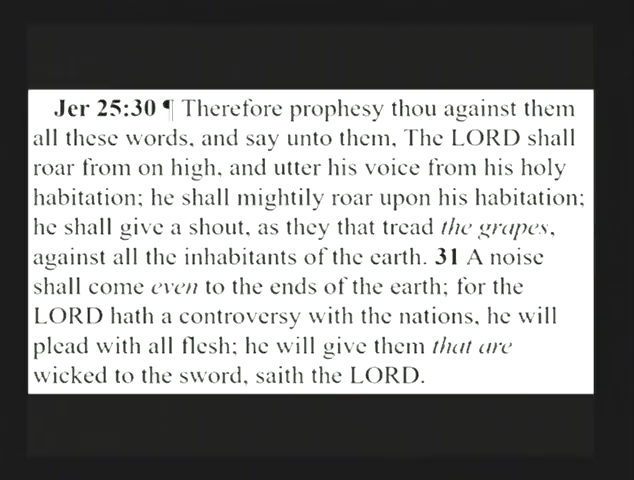 Jer 25:30 ¶ Therefore prophesy thou against them
all these words, and say unto them, The LORD shall
roar from on high, and utter his voice from his holy
habitation; he shall mightily roar upon his habitation;
he shall give a shout, as they that tread the grapes,
against all the inhabitants of the earth. 31 A noise
shall come even to the ends of the earth; for the
LORD hath a controversy with the nations, he will
plead with all flesh; he will give them that are
wicked to the sword, saith the LORD.